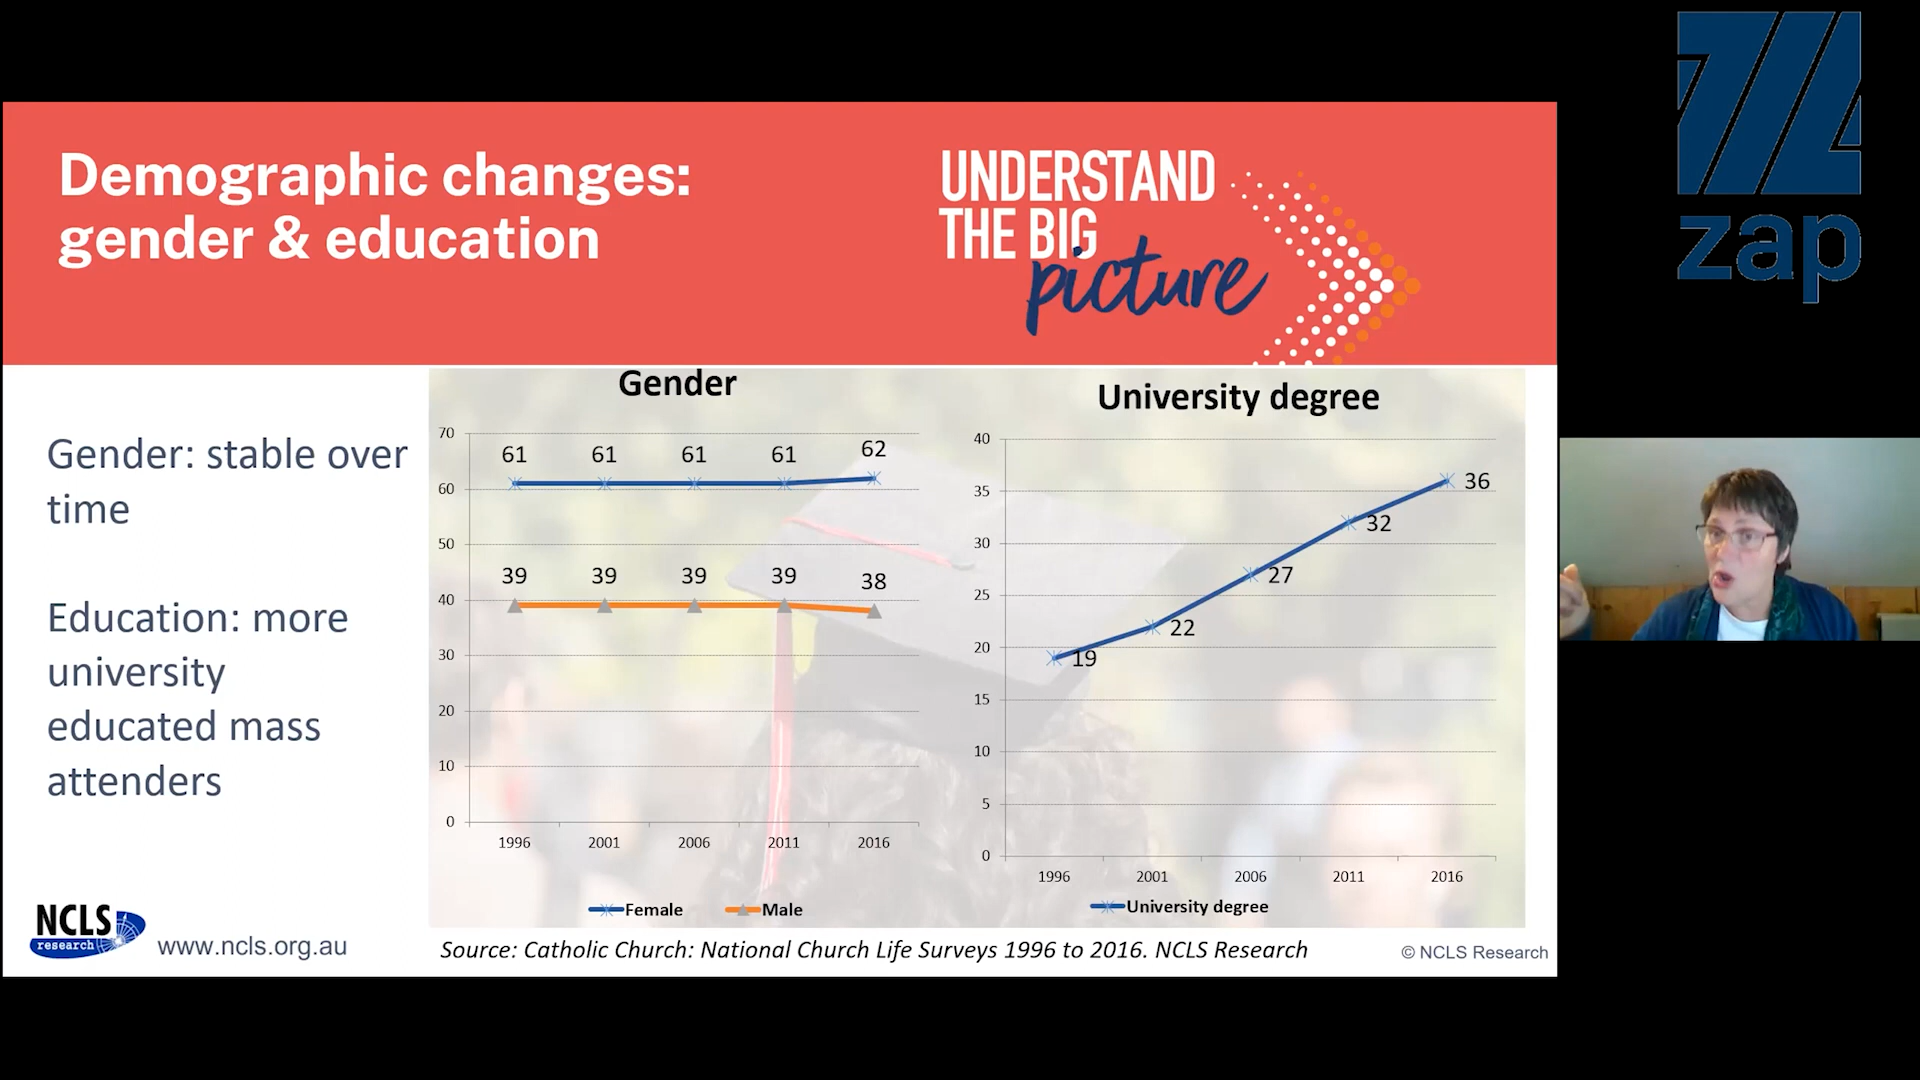 Demographic changes:
gender & education
UNDERSTAND
THE BIG
picture
zap
Gender: stable over
time
Education: more
university
educated mass
attenders
Gender
70
60
50
40
30
20
10
0
61
61
61
61
62
39
39
39
39
38
1996
2001
2006
2011
2016
Female
Male
University degree
40
35
30
25
20
15
10
5
0
19
22
27
32
36
1996
2001
2006
2011
2016
University degree
NCLS
research
www.ncls.org.au
Source: Catholic Church: National Church Life Surveys 1996 to 2016. NCLS Research
© NCLS Research